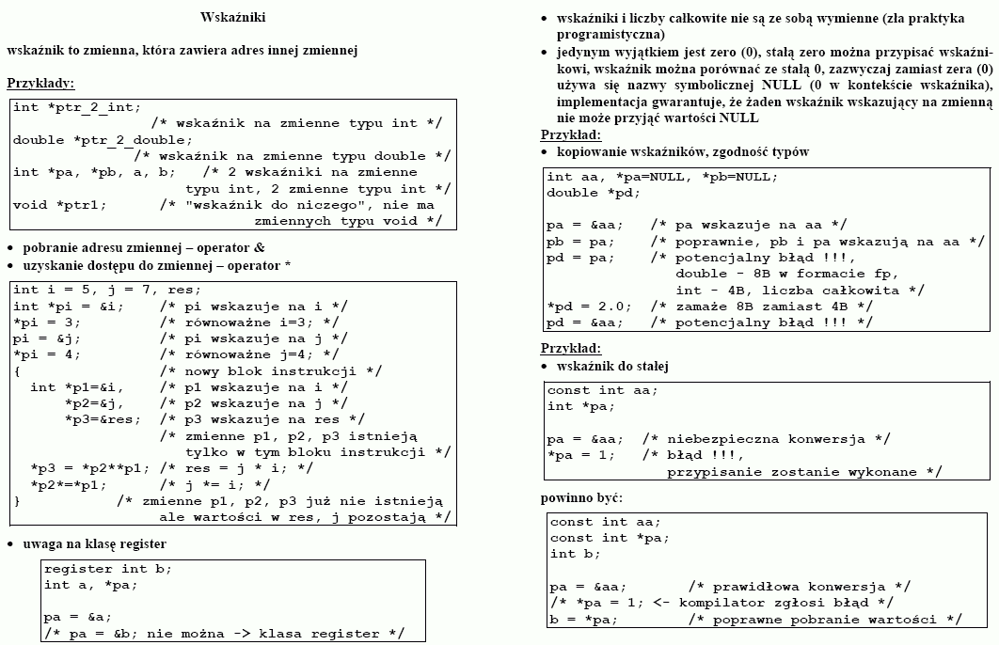 Wskaźniki
wskaźnik to zmienna, która zawiera adres innej zmiennej
Przykłady:
int *ptr_2_int;
/* wskaźnik na zmienne typu int */
double *ptr_2_double;
/* wskaźnik na zmienne typu double */
int *pa, *pb, a, b; /* 2 wskaźniki na zmienne
typu int, 2 zmienne typu int */
void *ptr1; /* "wskaźnik do niczego", nie ma
zmiennych typu void */
• pobranie adresu zmiennej – operator &
• uzyskanie dostępu do zmiennej – operator *
int i = 5, j = 7, res;
int *pi = &i; /* pi wskazuje na i */
*pi = 3; /* równoważne i=3; */
pi = &j; /* pi wskazuje na j */
*pi = 4; /* równoważne j=4; */
{ /* nowy blok instrukcji */
int *p1=&i, /* p1 wskazuje na i */
*p2=&j, /* p2 wskazuje na j */
*p3=&res; /* p3 wskazuje na res */
/* zmienne p1, p2, p3 istnieją
tylko w tym bloku instrukcji */
*p3 = *p2**p1; /* res = j * i; */
*p2*=*p1; /* j *= i; */
} /* zmienne p1, p2, p3 już nie istnieją
ale wartości w res, j pozostają */
• uwaga na klasę register
register int b;
int a, *pa;
pa = &a;
/* pa = &b; nie można -> klasa register */
• wskaźniki i liczby całkowite nie są ze sobą wymienne (zła praktyka
programistyczna)
• jedynym wyjątkiem jest zero (0), stałą zero można przypisać wskaźni-
kowi, wskaźnik można porównać ze stałą 0, zazwyczaj zamiast zera (0)
używa się nazwy symbolicznej NULL (0 w kontekście wskaźnika),
implementacja gwarantuje, że żaden wskaźnik wskazujący na zmienną
nie może przyjąć wartości NULL
Przykład:
• kopiowanie wskaźników, zgodność typów
int aa, *pa=NULL, *pb=NULL;
double *pd;
pa = &aa; /* pa wskazuje na aa */
pb = pa; /* poprawnie, pb i pa wskazują na aa */
pd = pa; /* potencjalny błąd !!!,
double - 8B w formacie fp,
int - 4B, liczba całkowita */
*pd = 2.0; /* zamaże 8B zamiast 4B */
pd = &aa; /* potencjalny błąd !!! */
Przykład:
• wskaźnik do stałej
const int aa;
int *pa;
pa = &aa; /* niebezpieczna konwersja */
*pa = 1; /* błąd !!!,
przypisanie zostanie wykonane */
powinno być:
const int aa;
const int *pa;
int b;
pa = &aa; /* prawidłowa konwersja */
/* *pa = 1; <- kompilator zgłosi błąd */
b = *pa; /* poprawne pobranie wartości */